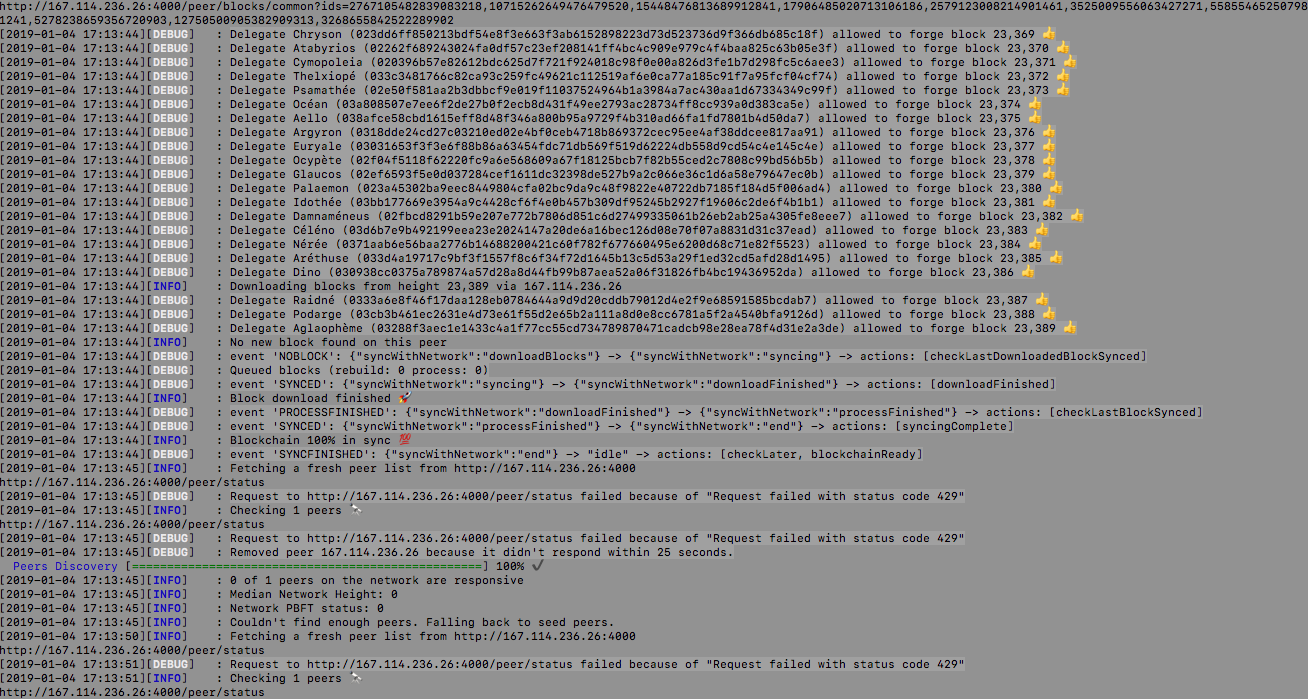 http://167.114.236.26:4000/peer/blocks/common?ids=2767105482839083218,10715262649476479520,15448476813689912841,17906485020713106186,2579123008214901461,3525009556063427271,558554652507981241,5278238659356720903,12750500905382909313,3268655842522289902
[2019-01-04 17:13:44][DEBUG] : Delegate Chryson (023dd6ff850213bdf54e8f3e663f3ab6152898223d73d523736d9f366db685c18f) allowed to forge block 23,369 👍
[2019-01-04 17:13:44][DEBUG] : Delegate Atabyrios (02262f689243024fa0df57c23ef208141ff4bc4c909e979c4f4baa825c63b05e3f) allowed to forge block 23,370 👍
[2019-01-04 17:13:44][DEBUG] : Delegate Cymopoleia (020396b57e82612bdc625d7f721f924018c98f0e00a826d3fe1b7d298fc5c6aee3) allowed to forge block 23,371 👍
[2019-01-04 17:13:44][DEBUG] : Delegate Thelxiopé (033c3481766c82ca93c259fc49621c112519af6e0ca77a185c91f7a95fcf04cf74) allowed to forge block 23,372 👍
[2019-01-04 17:13:44][DEBUG] : Delegate Psamathée (02e50f581aa2b3dbbcf9e019f11037524964b1a3984a7ac430aa1d67334349c99f) allowed to forge block 23,373 👍
[2019-01-04 17:13:44][DEBUG] : Delegate Océan (03a808507e7ee6f2de27b0f2ecb8d431f49ee2793ac28734ff8cc939a0d383ca5e) allowed to forge block 23,374 👍
[2019-01-04 17:13:44][DEBUG] : Delegate Aello (038afce58cbd1615eff8d48f346a800b95a9729f4b310ad66fa1fd7801b4d50da7) allowed to forge block 23,375 👍
[2019-01-04 17:13:44][DEBUG] : Delegate Argyron (0318dde24cd27c03210ed02e4bf0ceb4718b869372cec95ee4af38ddcee817aa91) allowed to forge block 23,376 👍
[2019-01-04 17:13:44][DEBUG] : Delegate Euryale (03031653f3f3e6f88b86a63454fdc71db569f519d62224db558d9cd54c4e145c4e) allowed to forge block 23,377 👍
[2019-01-04 17:13:44][DEBUG] : Delegate Ocypète (02f04f5118f62220fc9a6e568609a67f18125bcb7f82b55ced2c7808c99bd56b5b) allowed to forge block 23,378 👍
[2019-01-04 17:13:44][DEBUG] : Delegate Glaucos (02ef6593f5e0d037284cef1611dc32398de527b9a2c066e36c1d6a58e79647ec0b) allowed to forge block 23,379 👍
[2019-01-04 17:13:44][DEBUG] : Delegate Palaemon (023a45302ba9eec8449804cfa02bc9da9c48f9822e40722db7185f184d5f006ad4) allowed to forge block 23,380 👍
[2019-01-04 17:13:44][DEBUG] : Delegate Idothée (03bb177669e3954a9c4428cf6f4e0b457b309df95245b2927f19606c2de6f4b1b1) allowed to forge block 23,381 👍
[2019-01-04 17:13:44][DEBUG] : Delegate Damnaméneus (02fbcd8291b59e207e772b7806d851c6d27499335061b26eb2ab25a4305fe8eee7) allowed to forge block 23,382 👍
[2019-01-04 17:13:44][DEBUG] : Delegate Céléno (03d6b7e9b492199eea23e2024147a20de6a16bec126d08e70f07a8831d31c37ead) allowed to forge block 23,383 👍
[2019-01-04 17:13:44][DEBUG] : Delegate Nérée (0371aab6e56baa2776b14688200421c60f782f677660495e6200d68c71e82f5523) allowed to forge block 23,384 👍
[2019-01-04 17:13:44][DEBUG] : Delegate Aréthuse (033d4a19717c9bf3f1557f8c6f34f72d1645b13c5d53a29f1ed32cd5afd28d1495) allowed to forge block 23,385 👍
[2019-01-04 17:13:44][DEBUG] : Delegate Dino (030938cc0375a789874a57d28a8d44fb99b87aea52a06f31826fb4bc19436952da) allowed to forge block 23,386 👍
[2019-01-04 17:13:44][INFO] : Downloading blocks from height 23,389 via 167.114.236.26
[2019-01-04 17:13:44][DEBUG] : Delegate Raidné (0333a6e8f46f17daa128eb0784644a9d9d20cddb79012d4e2f9e68591585bcdab7) allowed to forge block 23,387 👍
[2019-01-04 17:13:44][DEBUG] : Delegate Podarge (03cb3b461ec2631e4d73e61f55d2e65b2a111a8d0e8cc6781a5f2a4540bfa9126d) allowed to forge block 23,388 👍
[2019-01-04 17:13:44][DEBUG] : Delegate Aglaophème (03288f3aec1e1433c4a1f77cc55cd734789870471cadcb98e28ea78f4d31e2a3de) allowed to forge block 23,389 👍
[2019-01-04 17:13:44][INFO] : No new block found on this peer
[2019-01-04 17:13:44][DEBUG] : event 'NOBLOCK': {"syncWithNetwork":"downloadBlocks"} -> {"syncWithNetwork":"syncing"} -> actions: [checkLastDownloadedBlockSynced]
[2019-01-04 17:13:44][DEBUG] : Queued blocks (rebuild: 0 process: 0)
[2019-01-04 17:13:44][DEBUG] : event 'SYNCED': {"syncWithNetwork":"syncing"} -> {"syncWithNetwork":"downloadFinished"} -> actions: [downloadFinished]
[2019-01-04 17:13:44][INFO] : Block download finished 🚀
[2019-01-04 17:13:44][DEBUG] : event 'PROCESSFINISHED': {"syncWithNetwork":"downloadFinished"} -> {"syncWithNetwork":"processFinished"} -> actions: [checkLastBlockSynced]
[2019-01-04 17:13:44][DEBUG] : event 'SYNCED': {"syncWithNetwork":"processFinished"} -> {"syncWithNetwork":"end"} -> actions: [syncingComplete]
[2019-01-04 17:13:44][INFO] : Blockchain 100% in sync 💯
[2019-01-04 17:13:44][DEBUG] : event 'SYNCFINISHED': {"syncWithNetwork":"end"} -> "idle" -> actions: [checkLater, blockchainReady]
[2019-01-04 17:13:45][INFO] : Fetching a fresh peer list from http://167.114.236.26:4000
http://167.114.236.26:4000/peer/status
[2019-01-04 17:13:45][DEBUG] : Request to http://167.114.236.26:4000/peer/status failed because of "Request failed with status code 429"
[2019-01-04 17:13:45][INFO] : Checking 1 peers 🔭
http://167.114.236.26:4000/peer/status
[2019-01-04 17:13:45][DEBUG] : Request to http://167.114.236.26:4000/peer/status failed because of "Request failed with status code 429"
[2019-01-04 17:13:45][DEBUG] : Removed peer 167.114.236.26 because it didn't respond within 25 seconds.
Peers Discovery [==================================================] 100% ✔
[2019-01-04 17:13:45][INFO] : 0 of 1 peers on the network are responsive
[2019-01-04 17:13:45][INFO] : Median Network Height: 0
[2019-01-04 17:13:45][INFO] : Network PBFT status: 0
[2019-01-04 17:13:45][INFO] : Couldn't find enough peers. Falling back to seed peers.
[2019-01-04 17:13:50][INFO] : Fetching a fresh peer list from http://167.114.236.26:4000
http://167.114.236.26:4000/peer/status
[2019-01-04 17:13:51][DEBUG] : Request to http://167.114.236.26:4000/peer/status failed because of "Request failed with status code 429"
[2019-01-04 17:13:51][INFO] : Checking 1 peers 🔭
http://167.114.236.26:4000/peer/status